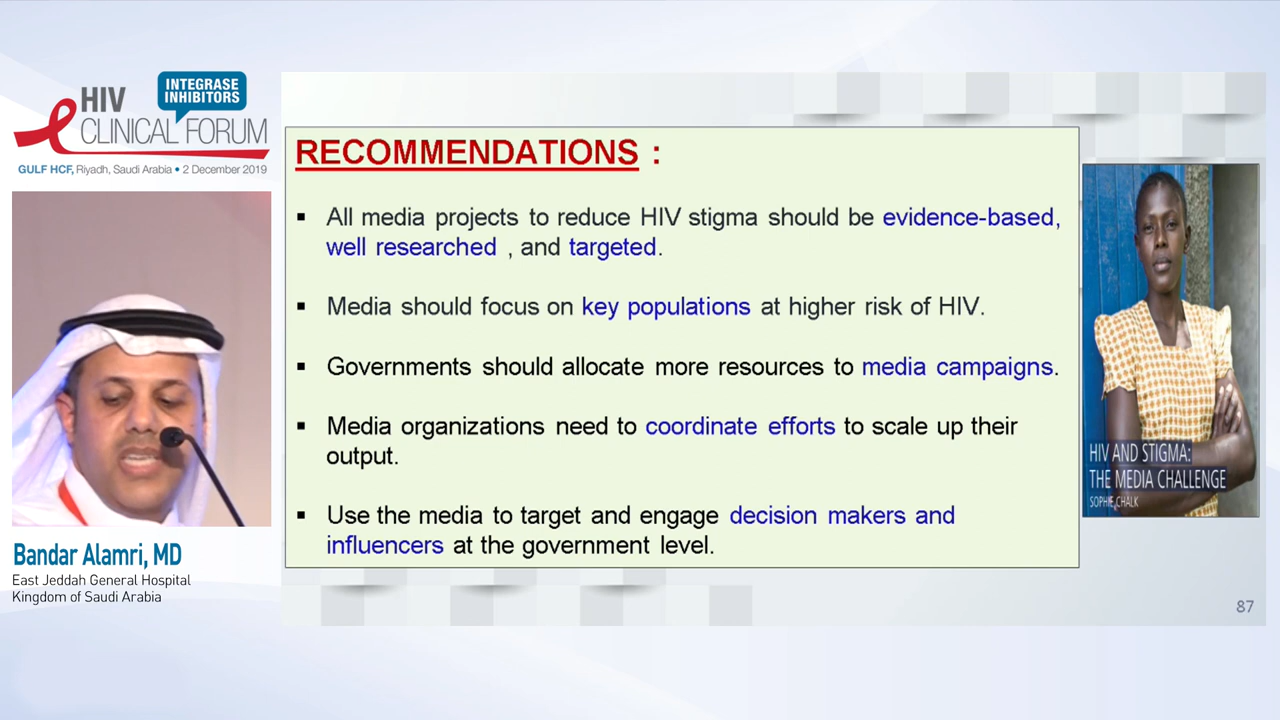 HIV
INTEGRASE
INHIBITORS
CLINICAL FORUM
GULF HCF, Riyadh, Saudi Arabia • 2 December 2019
RECOMMENDATIONS :
▪ All media projects to reduce HIV stigma should be evidence-based,
well researched , and targeted.
▪ Media should focus on key populations at higher risk of HIV.
▪ Governments should allocate more resources to media campaigns.
▪ Media organizations need to coordinate efforts to scale up their
output.
▪ Use the media to target and engage decision makers and
influencers at the government level.
HIV AND STIGMA:
THE MEDIA CHALLENGE
SOPHIE CHALK
Bandar Alamri, MD
East Jeddah General Hospital
Kingdom of Saudi Arabia
87